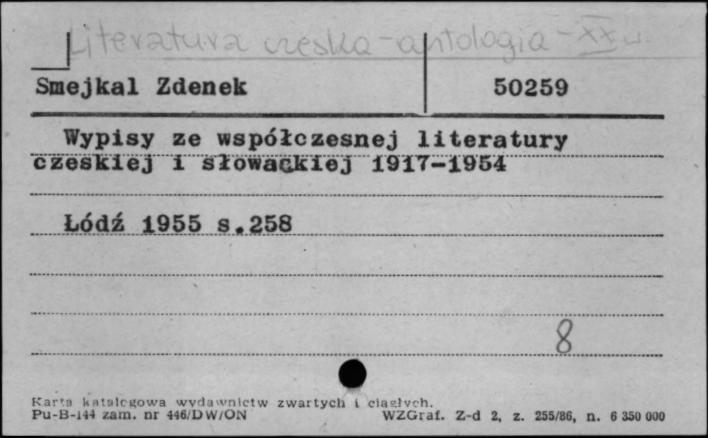 Literatura czeska - antologia - XX w.
Smejkal Zdenek 50259
Wypisy ze współczesnej literatury
czeskiej i słowackiej 1917-1954
Łódź 1955 s.258
8
Karta katalogowa wydawnictw zwartych i ciągłych.
Pu-B-144 zam. nr 446/DW/ON WZGraf. Z-d 2, z. 255/86, n. 6 350 000